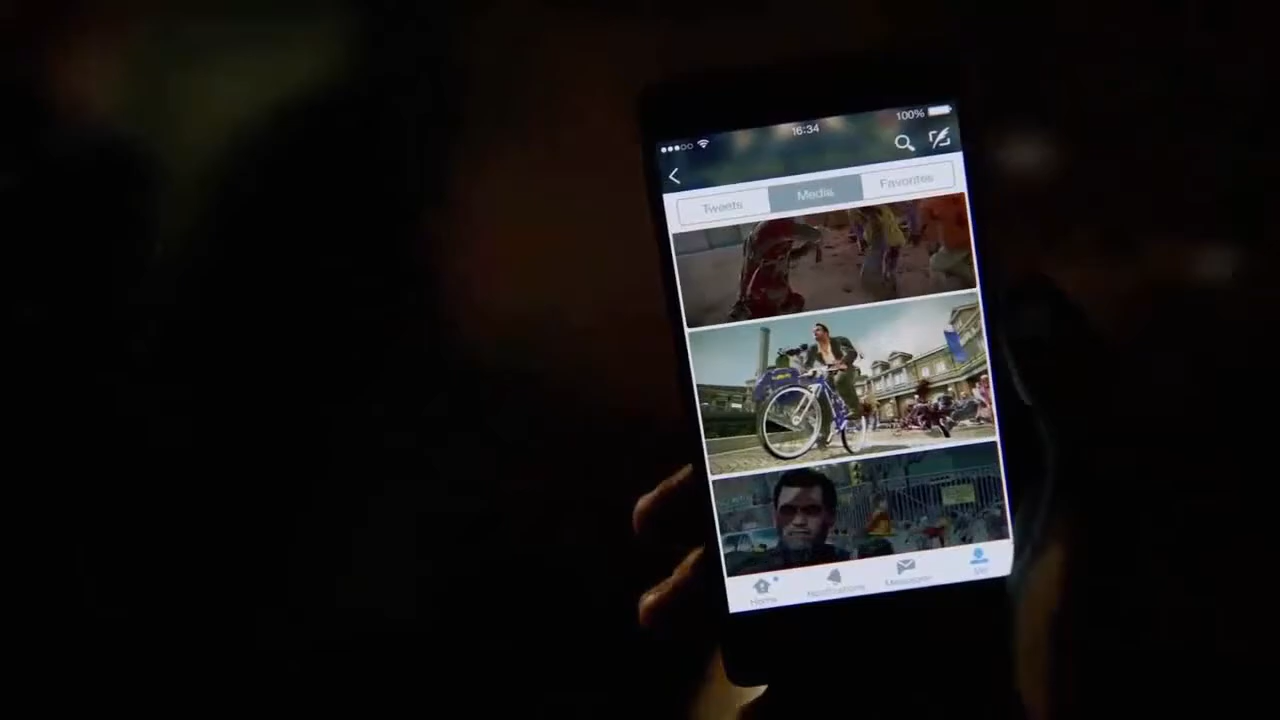 16:34
100%
Tweets
Media
Favorites
Home
Notifications
Messages
Me